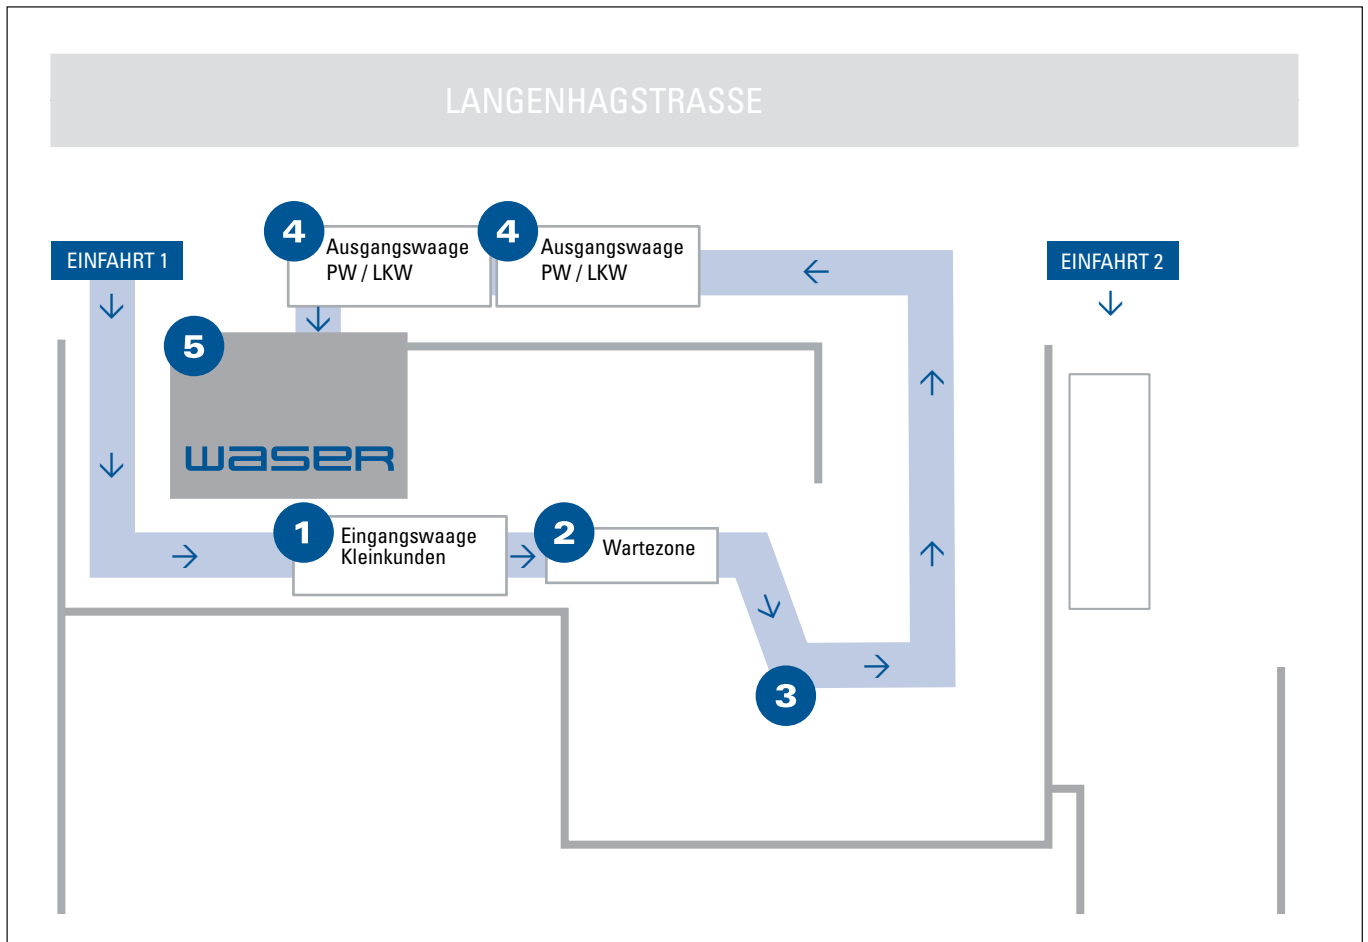 LANGENHAGSTRASSE
EINFAHRT 1
4
Ausgangswaage
PW / LKW
4
Ausgangswaage
PW / LKW
EINFAHRT 2
5
waser
1
Eingangswaage
Kleinkunden
2
Wartezone
3